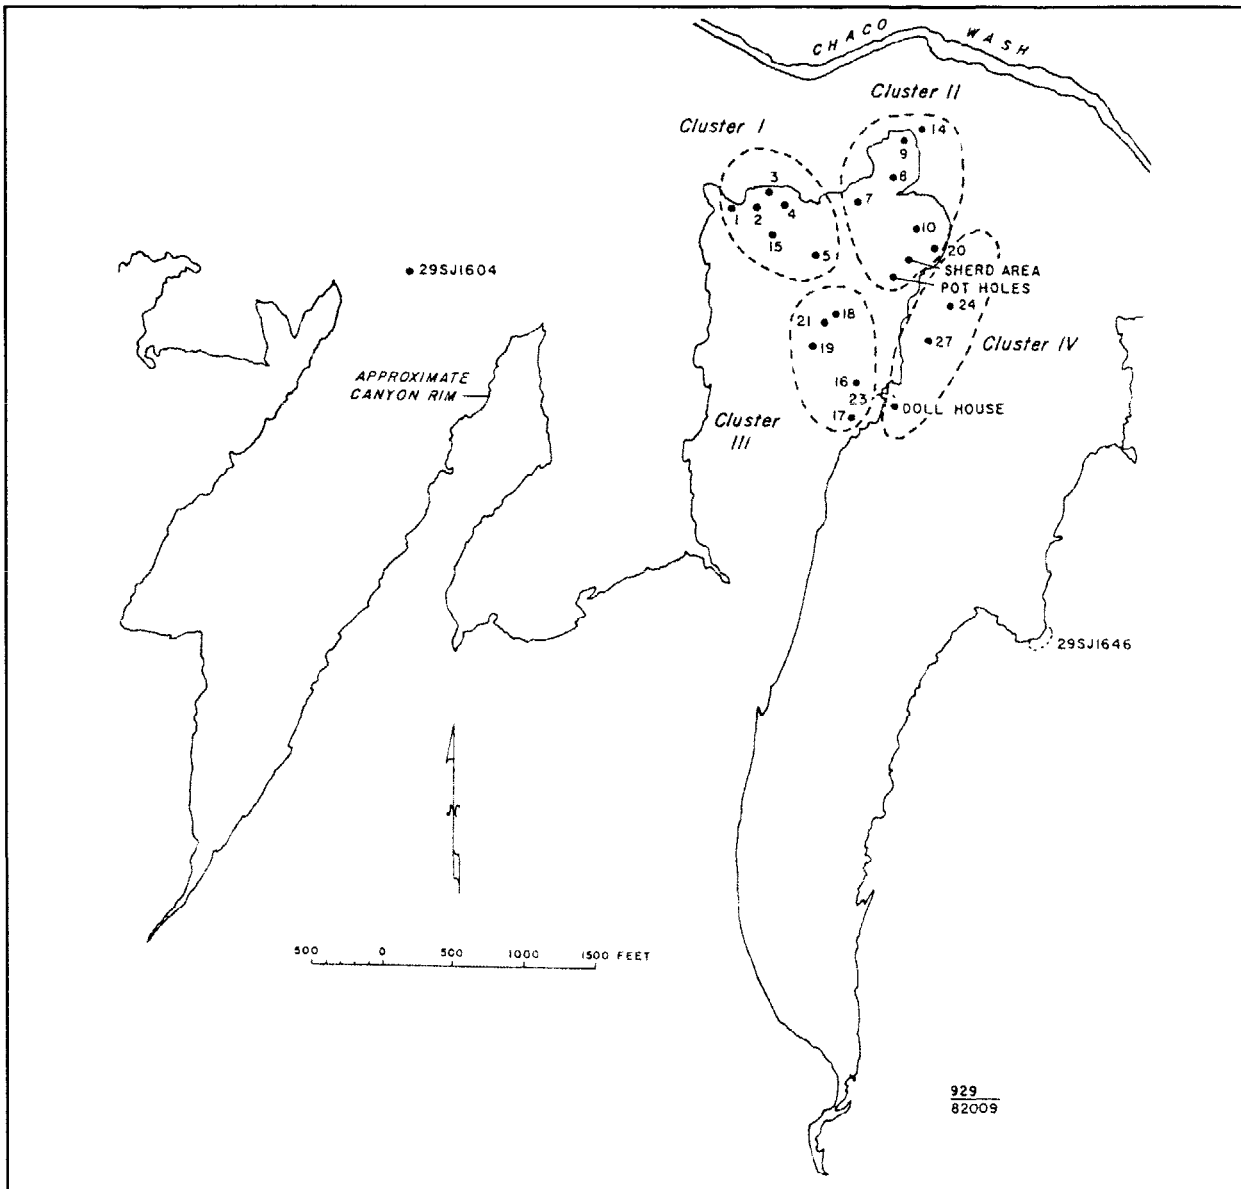 CHACO WASH
Cluster II
Cluster I
14
9
3
8
1
2
4
7
15
10
5
20
29SJ1604
SHERD AREA
POT HOLES
24
21
18
19
27
Cluster IV
APPROXIMATE
CANYON RIM
16
23
DOLL HOUSE
17
Cluster
III
29SJ1646
N
500 0 500 1000 1500 FEET
929
82009